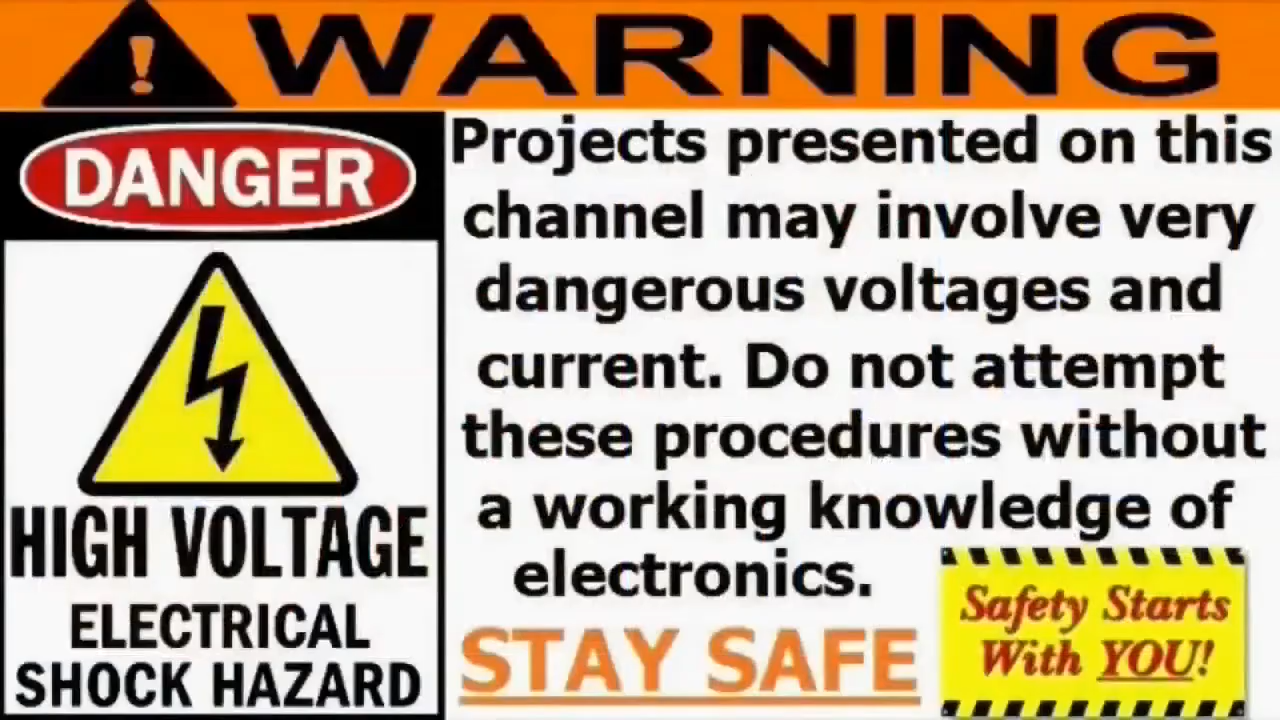 WARNING
DANGER
HIGH VOLTAGE
ELECTRICAL
SHOCK HAZARD
Projects presented on this
channel may involve very
dangerous voltages and
current. Do not attempt
these procedures without
a working knowledge of
electronics.
STAY SAFE
Safety Starts
With YOU!